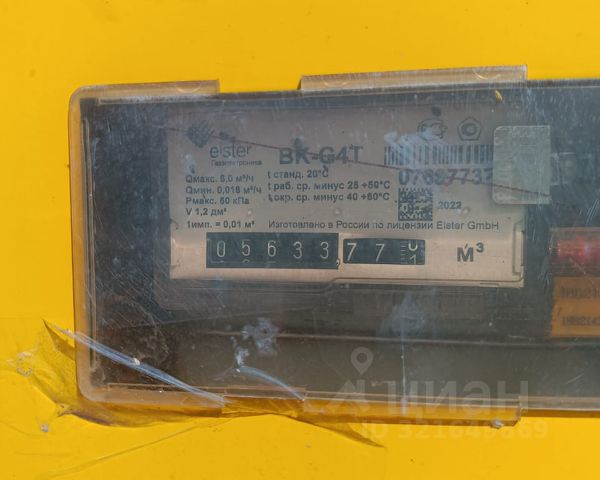 elster
Газэлектроника
BK-G4T
Qмакс. 6,0 м³/ч
Qмин. 0,016 м³/ч
Pмакс. 50 кПа
V 1,2 дм³
1имп. = 0,01 м³
t станд. 20°C
t раб. ср. минус 25 +50°C
t окр. ср. минус 40 +60°C
2022
Изготовлено в России по лицензии Elster GmbH
05633,77
м³
циан